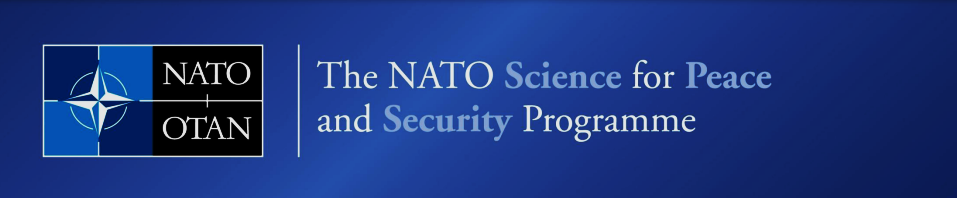 NATO
OTAN
The NATO Science for Peace
and Security Programme